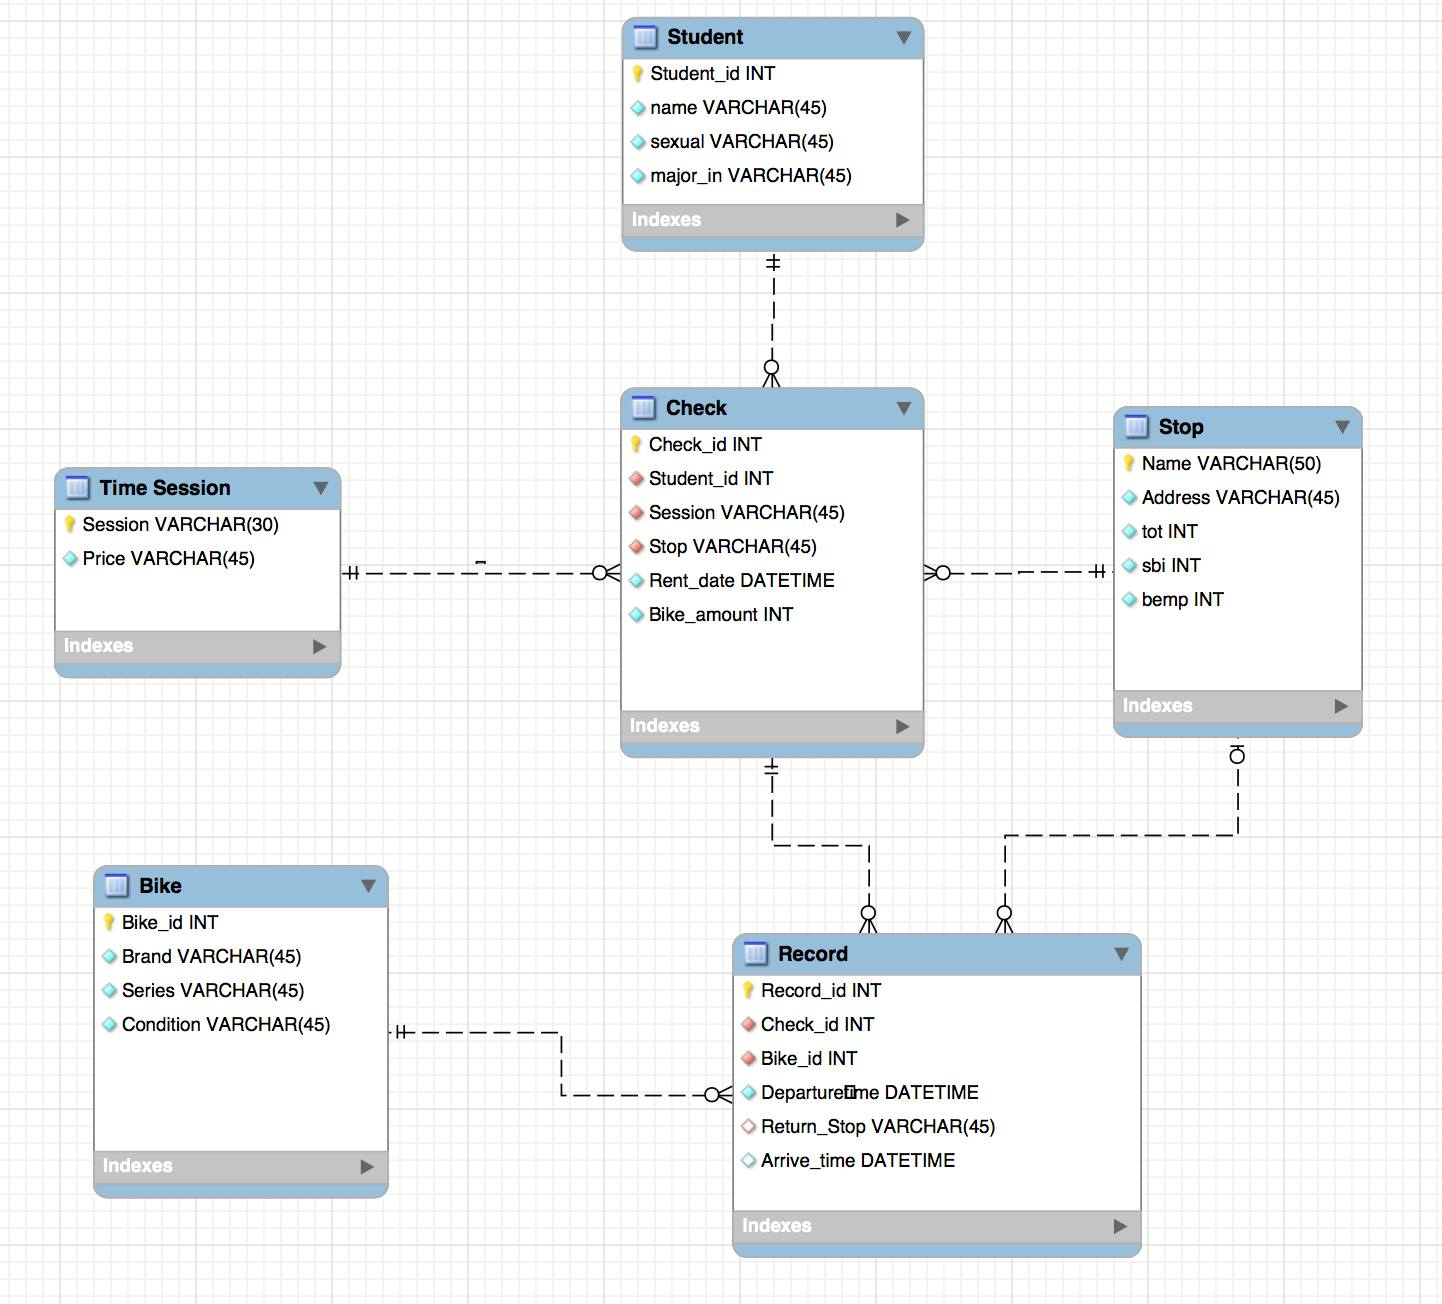 Student
Student_id INT
name VARCHAR(45)
sexual VARCHAR(45)
major_in VARCHAR(45)
Indexes
Check
Check_id INT
Student_id INT
Session VARCHAR(45)
Stop VARCHAR(45)
Rent_date DATETIME
Bike_amount INT
Indexes
Stop
Name VARCHAR(50)
Address VARCHAR(45)
tot INT
sbi INT
bemp INT
Indexes
Time Session
Session VARCHAR(30)
Price VARCHAR(45)
Indexes
Bike
Bike_id INT
Brand VARCHAR(45)
Series VARCHAR(45)
Condition VARCHAR(45)
Indexes
Record
Record_id INT
Check_id INT
Bike_id INT
DATETIME
Return_Stop VARCHAR(45)
Arrive_time DATETIME
Indexes